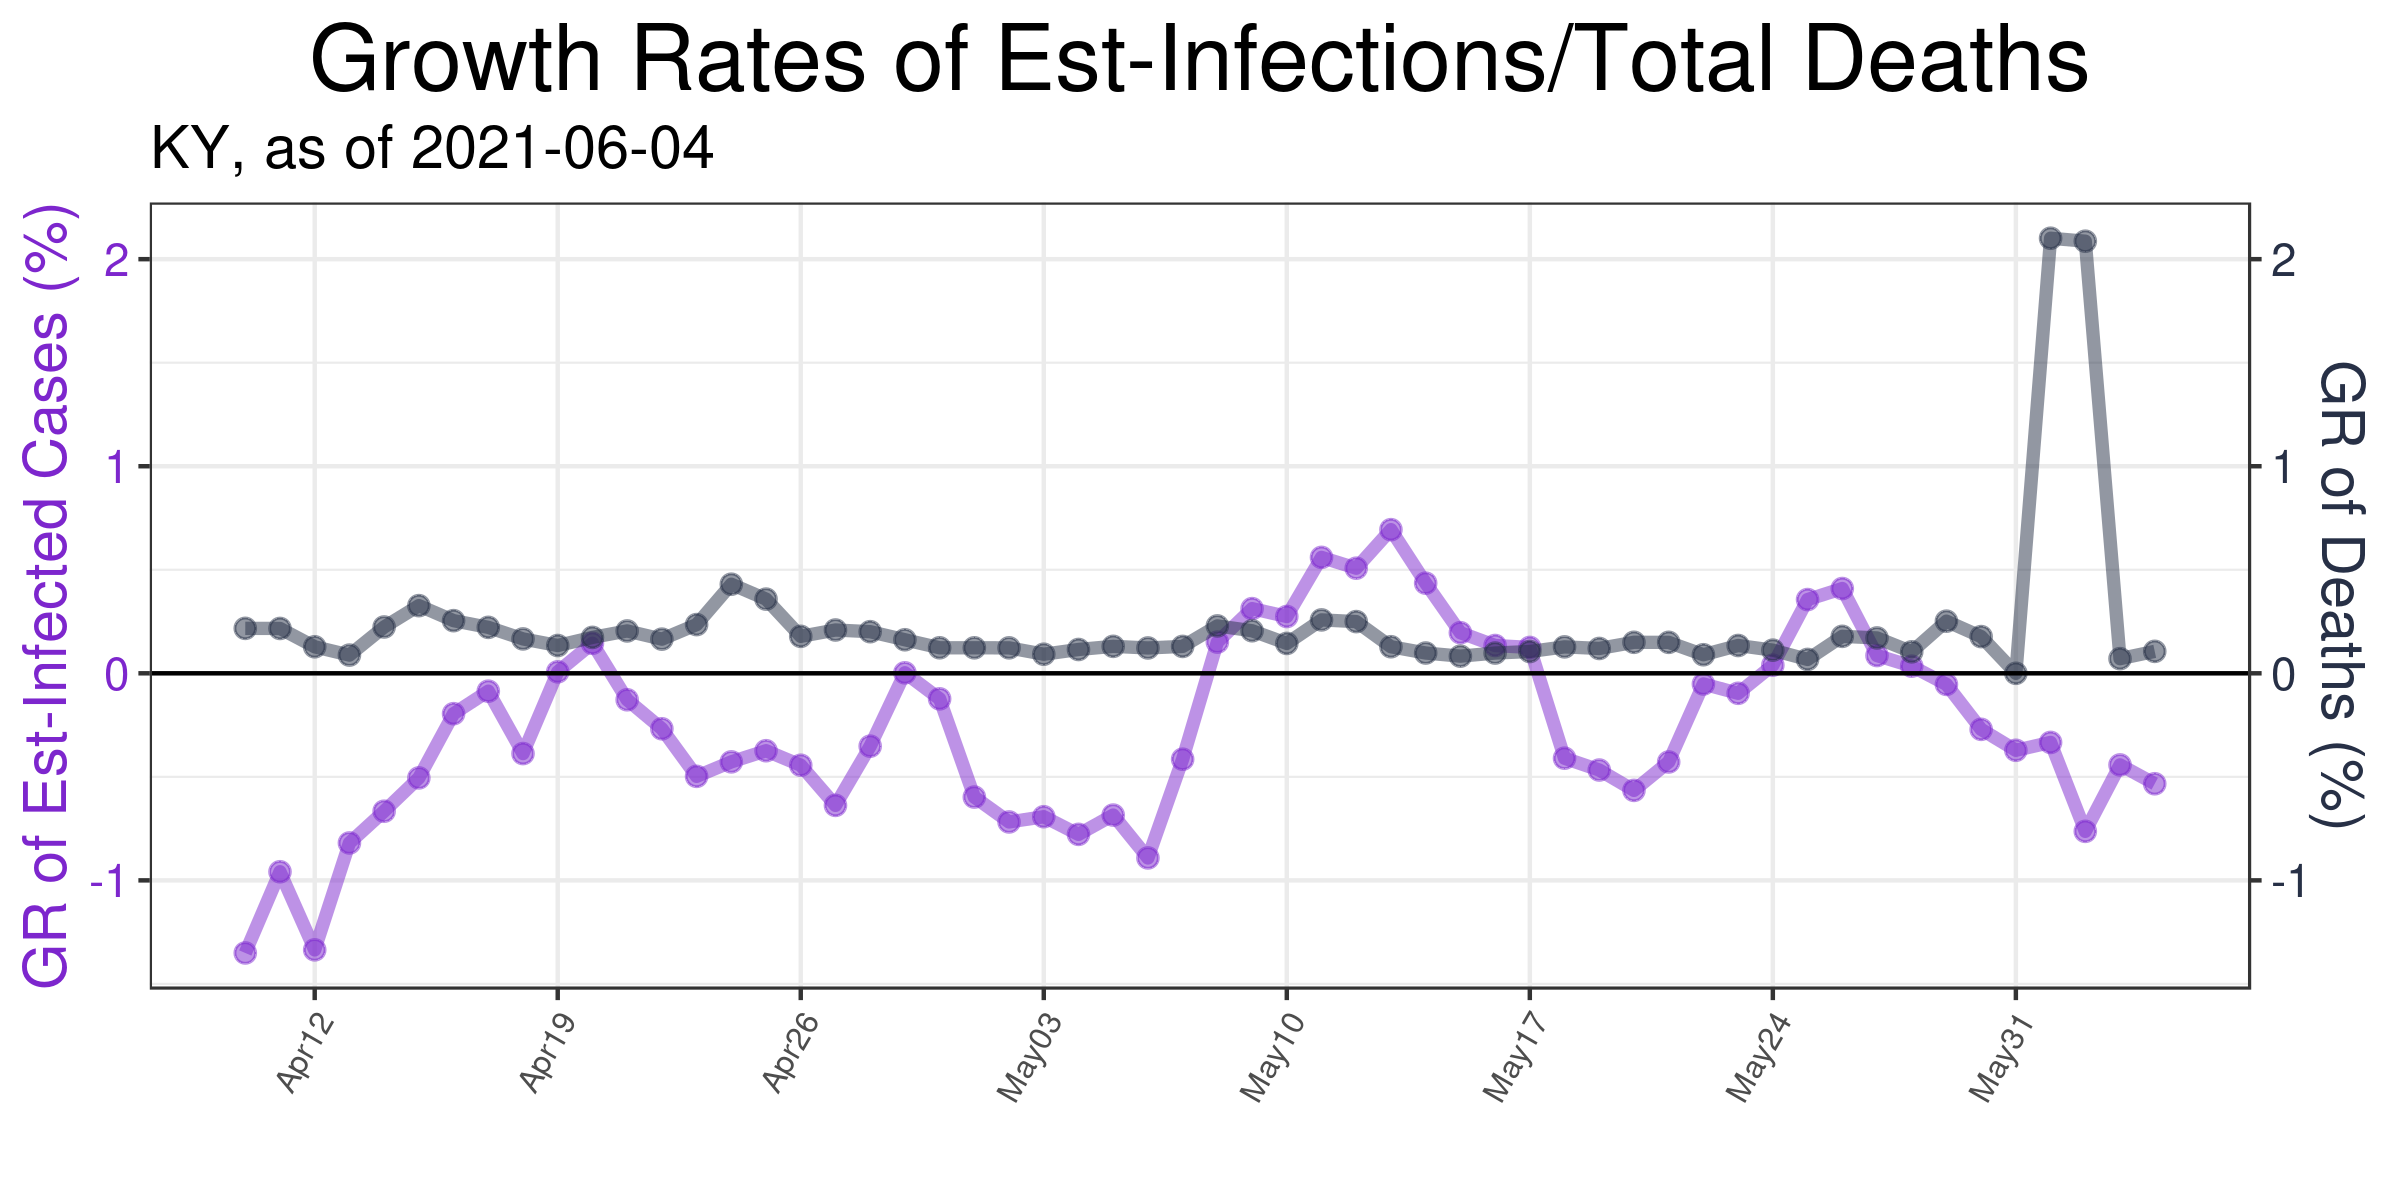 Growth Rates of Est-Infections/Total Deaths
KY, as of 2021-06-04
GR of Est-Infected Cases (%)
2
1
0
-1
2
1
0
-1
GR of Deaths (%)
Apr12
Apr19
Apr26
May03
May10
May17
May24
May31